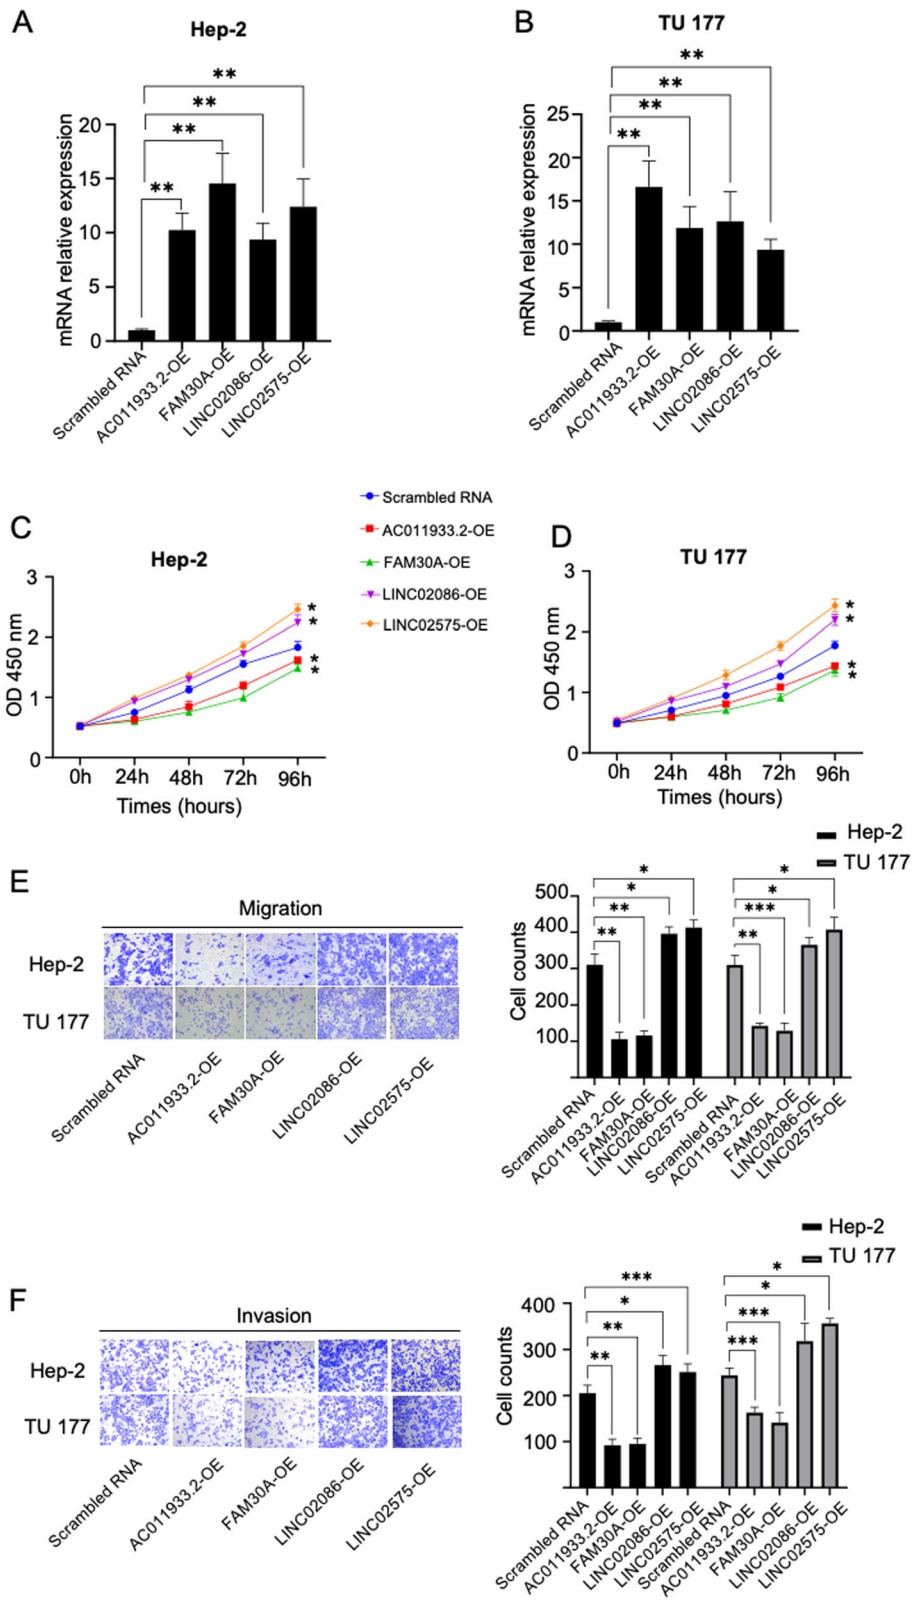 A
Hep-2
mRNA relative expression
20
15
10
5
0
**
**
**
**
Scrambled RNA
AC011933.2-OE
FAM30A-OE
LINC02086-OE
LINC02575-OE
B
TU 177
mRNA relative expression
25
20
15
10
5
0
**
**
**
**
Scrambled RNA
AC011933.2-OE
FAM30A-OE
LINC02086-OE
LINC02575-OE
C
Hep-2
OD 450 nm
3
2
1
0
0h 24h 48h 72h 96h
Times (hours)
*
*
*
*
Scrambled RNA
AC011933.2-OE
FAM30A-OE
LINC02086-OE
LINC02575-OE
D
TU 177
OD 450 nm
3
2
1
0
0h 24h 48h 72h 96h
Times (hours)
*
*
*
*
E
Migration
Hep-2
TU 177
Scrambled RNA
AC011933.2-OE
FAM30A-OE
LINC02086-OE
LINC02575-OE
Hep-2
TU 177
Cell counts
500
400
300
200
100
*
*
**
**
*
*
***
**
Scrambled RNA
AC011933.2-OE
FAM30A-OE
LINC02086-OE
LINC02575-OE
Scrambled RNA
AC011933.2-OE
FAM30A-OE
LINC02086-OE
LINC02575-OE
F
Invasion
Hep-2
TU 177
Scrambled RNA
AC011933.2-OE
FAM30A-OE
LINC02086-OE
LINC02575-OE
Hep-2
TU 177
Cell counts
400
300
200
100
***
*
**
**
*
*
***
***
Scrambled RNA
AC011933.2-OE
FAM30A-OE
LINC02086-OE
LINC02575-OE
Scrambled RNA
AC011933.2-OE
FAM30A-OE
LINC02086-OE
LINC02575-OE